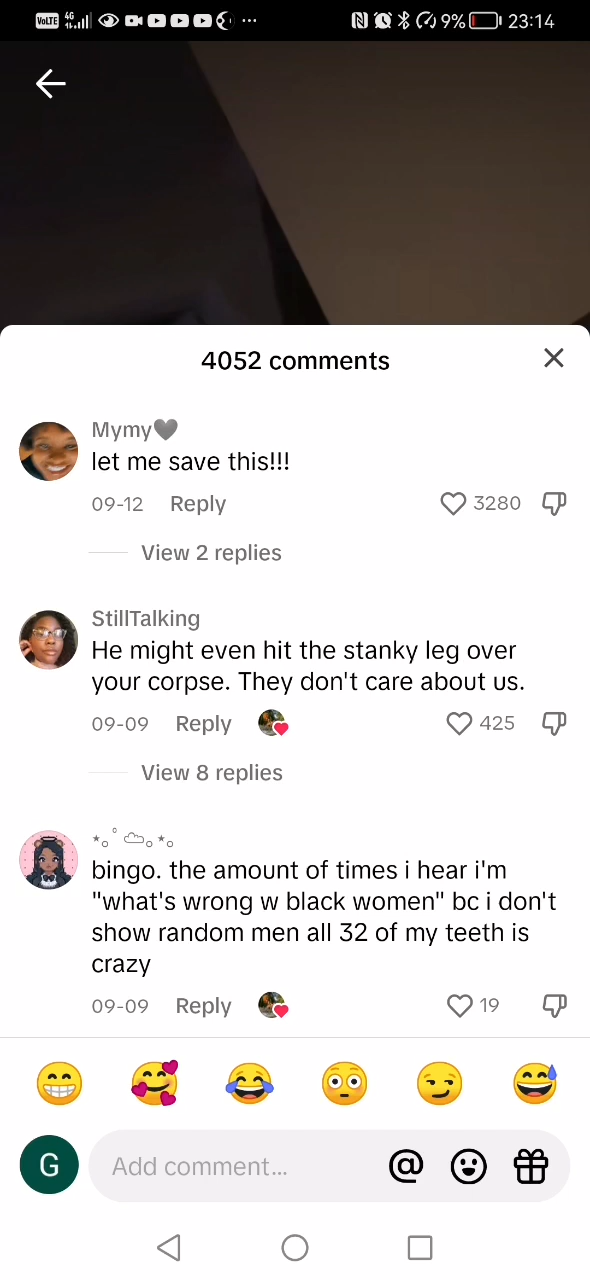 VoLTE 4G 9% 23:14
4052 comments
Mymy🖤
let me save this!!!
09-12 Reply 3280
View 2 replies
StillTalking
He might even hit the stanky leg over
your corpse. They don't care about us.
09-09 Reply 425
View 8 replies
⋆｡˚ ☁︎｡⋆｡
bingo. the amount of times i hear i'm
"what's wrong w black women" bc i don't
show random men all 32 of my teeth is
crazy
09-09 Reply 19
G Add comment... @